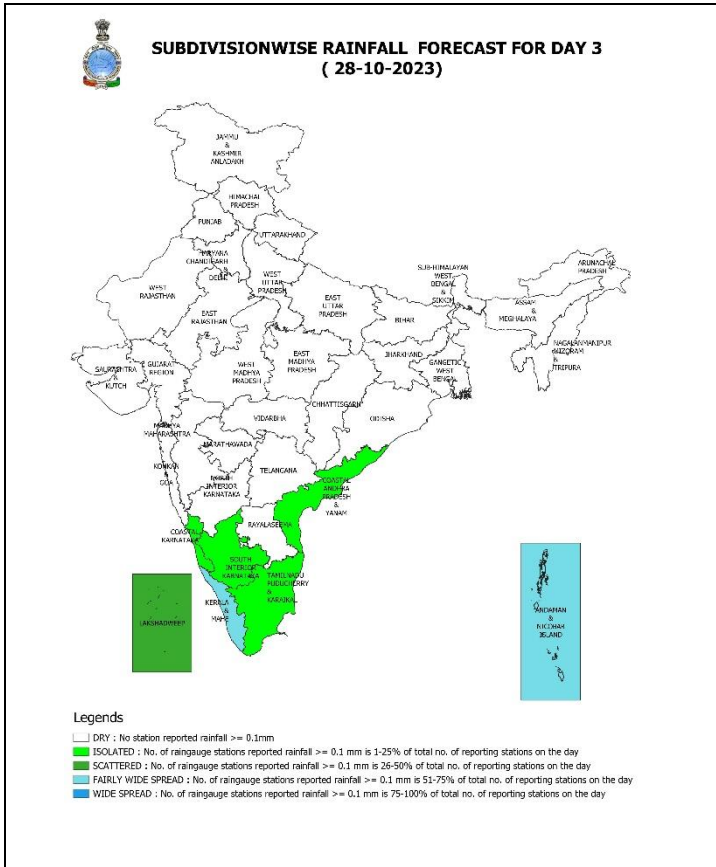 SUBDIVISIONWISE RAINFALL FORECAST FOR DAY 3
( 28-10-2023)
JAMMU
&
KASHMIR
ANLADAKH
HIMACHAL
PRADESH
PUNJAB
UTTARAKHAND
HARYANA
CHANDIGARH
&
DELHI
WEST
UTTAR
PRADESH
WEST
RAJASTHAN
EAST
RAJASTHAN
EAST
UTTAR
PRADESH
BIHAR
SUB-HIMALAYAN
WEST
BENGAL
&
SIKKIM
ARUNACHAL
PRADESH
ASSAM
&
MEGHALAYA
NAGALANMANIPUR
MIZORAM
&
TRIPURA
SAURASHTRA
&
KUTCH
GUJARAT
REGION
WEST
MADHYA
PRADESH
EAST
MADHYA
PRADESH
JHARKHAND
GANGETIC
WEST
BENGAL
CHHATTISGARH
ODISHA
VIDARBHA
MADHYA
MAHARASHTRA
MARATHAWADA
KONKAN
&
GOA
NORTH
INTERIOR
KARNATAKA
TELANGANA
COASTAL
ANDHRA
PRADESH
&
YANAM
RAYALASEEMA
COASTAL
KARNATAKA
SOUTH
INTERIOR
KARNATAKA
TAMILNADU
PUDUCHERRY
&
KARAIKAL
KERALA
&
MAHE
LAKSHADWEEP
ANDAMAN
&
NICOBAR
ISLAND
Legends
DRY : No station reported rainfall >= 0.1mm
ISOLATED : No. of raingauge stations reported rainfall >= 0.1 mm is 1-25% of total no. of reporting stations on the day
SCATTERED : No. of raingauge stations reported rainfall >= 0.1 mm is 26-50% of total no. of reporting stations on the day
FAIRLY WIDE SPREAD : No. of raingauge stations reported rainfall >= 0.1 mm is 51-75% of total no. of reporting stations on the day
WIDE SPREAD : No. of raingauge stations reported rainfall >= 0.1 mm is 75-100% of total no. of reporting stations on the day